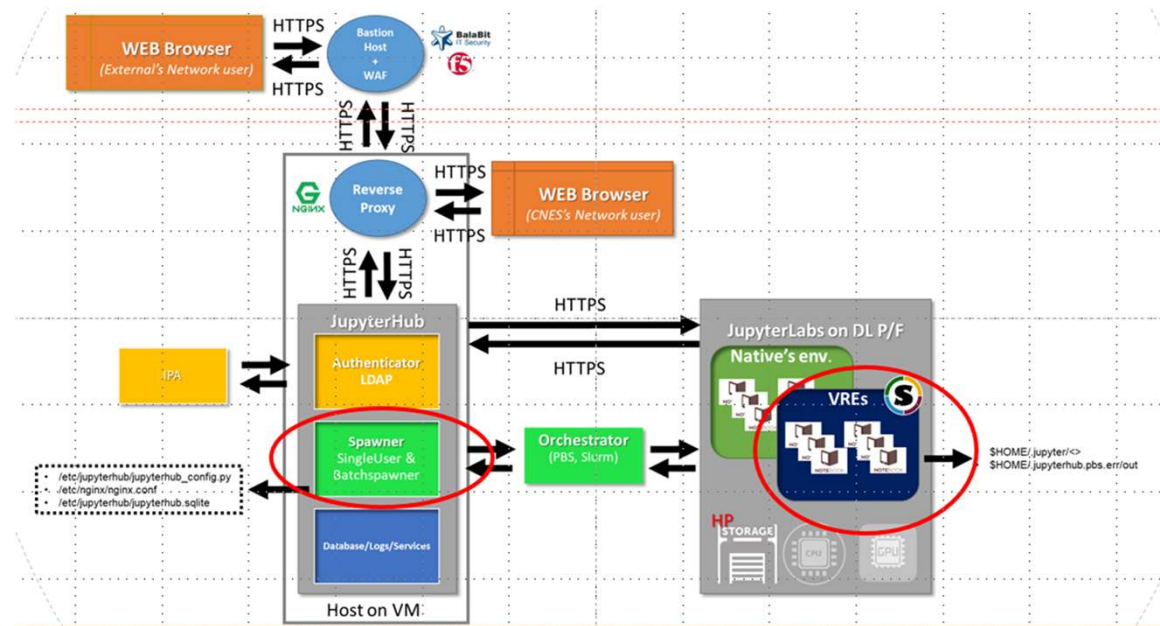 HTTPS
WEB Browser
(External's Network user)
HTTPS
Bastion
Host
+
WAF
BalaBit
IT Security
f5
HTTPS
HTTPS
NGINX
Reverse
Proxy
HTTPS
WEB Browser
(CNES's Network user)
HTTPS
HTTPS
HTTPS
JupyterHub
Authenticator
LDAP
IPA
Spawner
SingleUser &
Batchspawner
Database/Logs/Services
Host on VM
/etc/jupyterhub/jupyterhub_config.py
/etc/nginx/nginx.conf
/etc/jupyterhub/jupyterhub.sqlite
HTTPS
HTTPS
Orchestrator
(PBS, Slurm)
JupyterLabs on DL P/F
Native's env.
VREs
S
NOTEBOOK
$HOME/.jupyter/<>
$HOME/.jupyterhub.pbs.err/out
HP
STORAGE
CPU
GPU